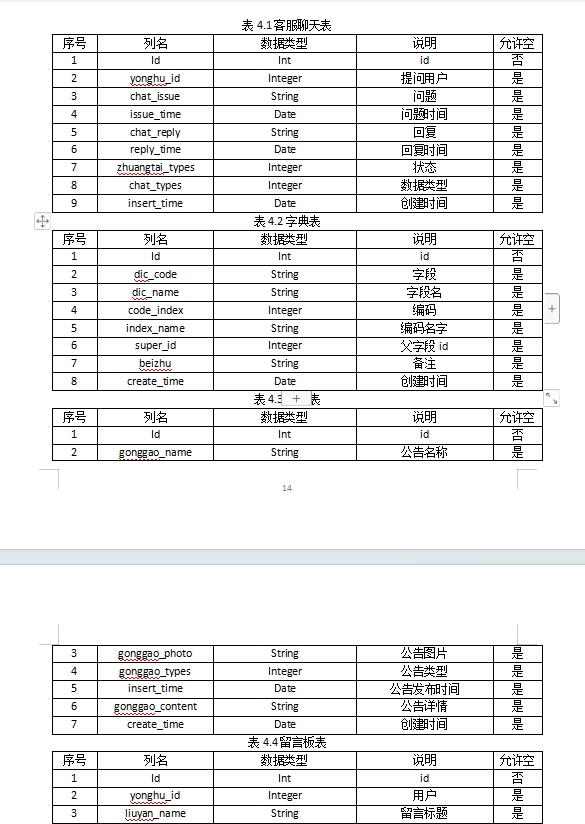 表 4.1客服聊天表
序号 列名 数据类型 说明 允许空
1 Id Int id 否
2 yonghu_id Integer 提问用户 是
3 chat_issue String 问题 是
4 issue_time Date 问题时间 是
5 chat_reply String 回复 是
6 reply_time Date 回复时间 是
7 zhuangtai_types Integer 状态 是
8 chat_types Integer 数据类型 是
9 insert_time Date 创建时间 是
表 4.2 字典表
序号 列名 数据类型 说明 允许空
1 Id Int id 否
2 dic_code String 字段 是
3 dic_name String 字段名 是
4 code_index Integer 编码 是
5 index_name String 编码名字 是
6 super_id Integer 父字段 id 是
7 beizhu String 备注 是
8 create_time Date 创建时间 是
表 4.3 表
序号 列名 数据类型 说明 允许空
1 Id Int id 否
2 gonggao_name String 公告名称 是
14
3 gonggao_photo String 公告图片 是
4 gonggao_types Integer 公告类型 是
5 insert_time Date 公告发布时间 是
6 gonggao_content String 公告详情 是
7 create_time Date 创建时间 是
表 4.4留言板表
序号 列名 数据类型 说明 允许空
1 Id Int id 否
2 yonghu_id Integer 用户 是
3 liuyan_name String 留言标题 是